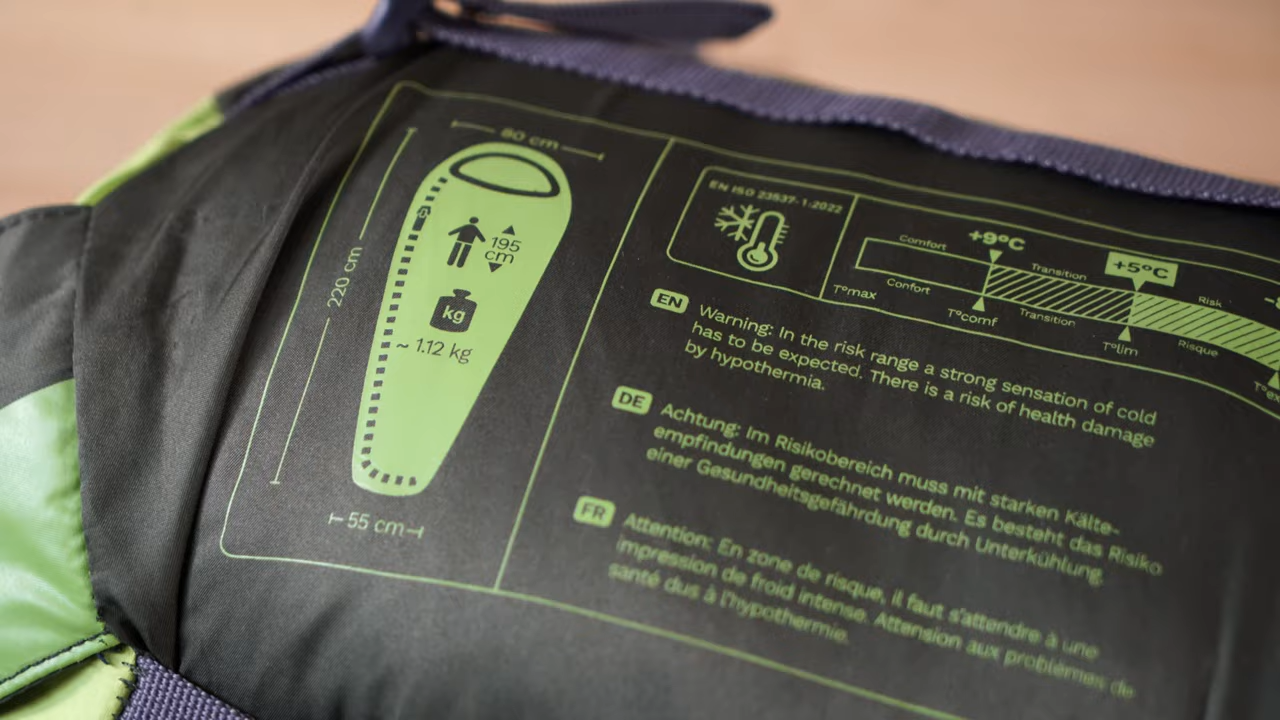 80 cm
220 cm
195
cm
kg
~ 1.12 kg
55 cm
EN ISO 23537-1:2022
+9°C
+5°C
Comfort
Transition
Risk
Confort
Transition
Risque
T°max
T°comf
T°lim
EN
Warning: In the risk range a strong sensation of cold
has to be expected. There is a risk of health damage
by hypothermia.
DE
Achtung: Im Risikobereich muss mit starken Kälte-
empfindungen gerechnet werden. Es besteht das Risiko
einer Gesundheitsgefährdung durch Unterkühlung.
FR
Attention: En zone de risque, il faut s'attendre à une
impression de froid intense. Attention aux problèmes de
santé dus à l'hypothermie.